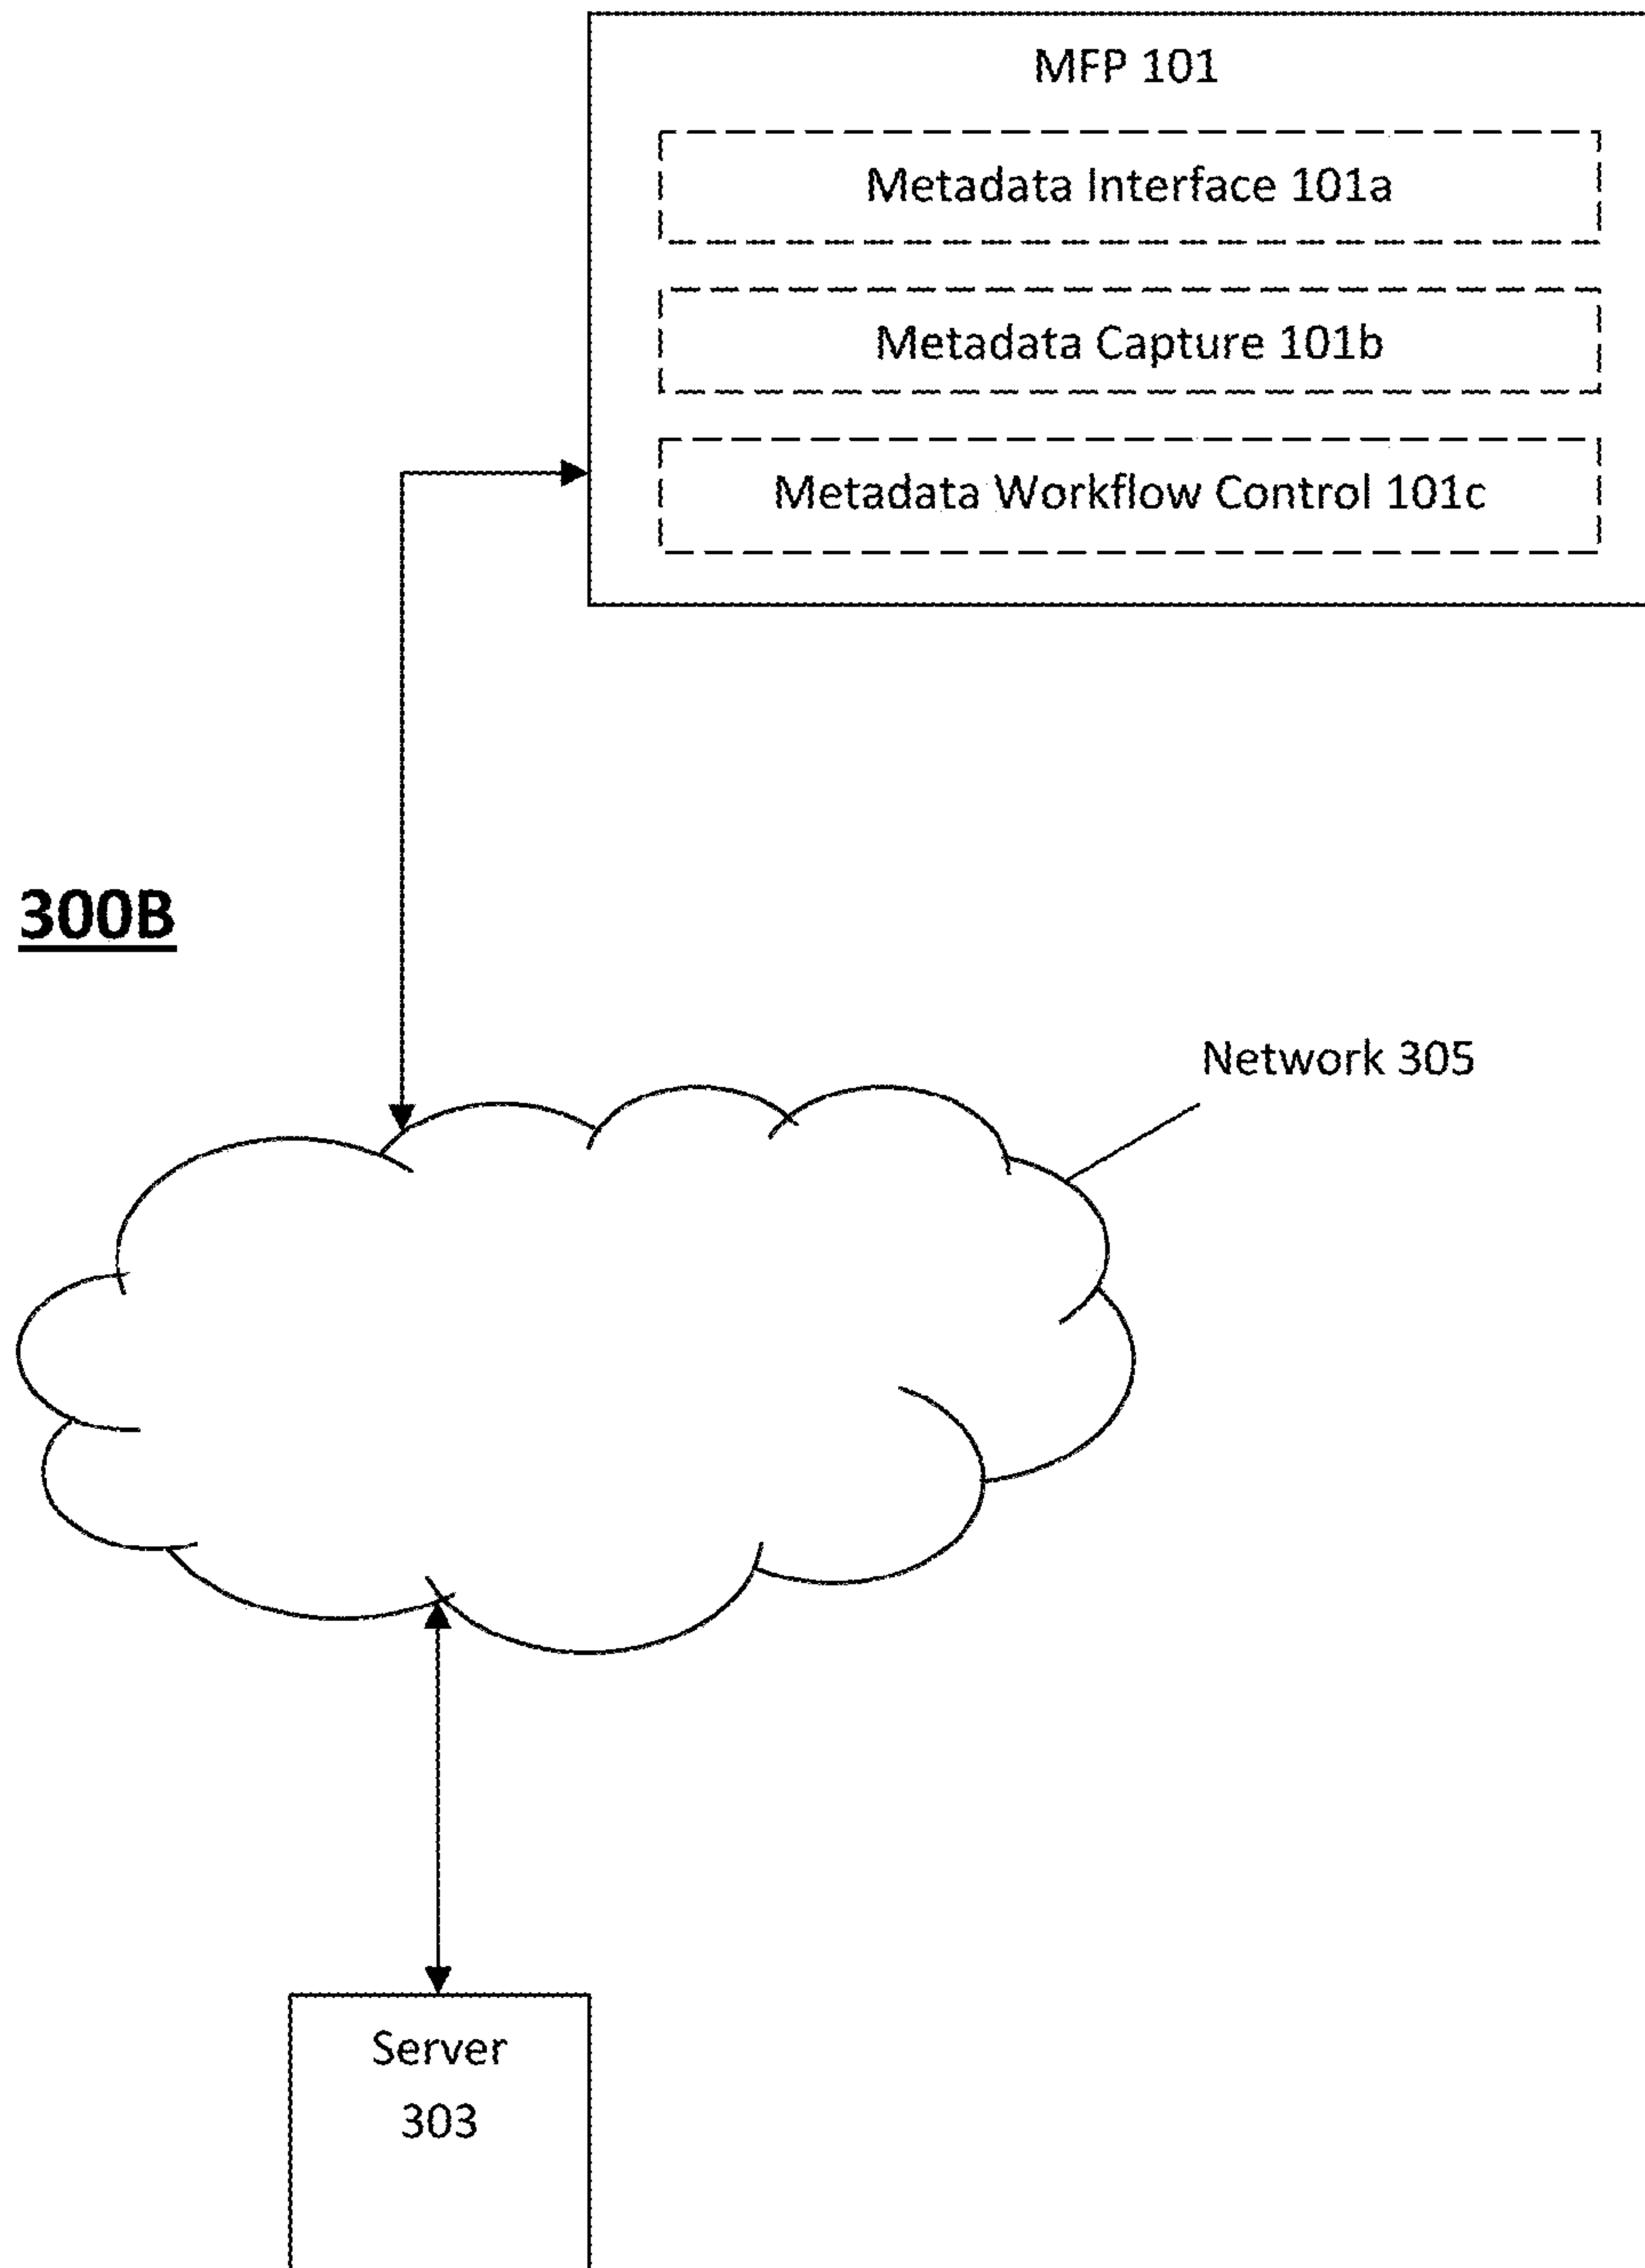 MFP 101
Metadata Interface 101a
Metadata Capture 101b
Metadata Workflow Control 101c
300B
Network 305
Server
303